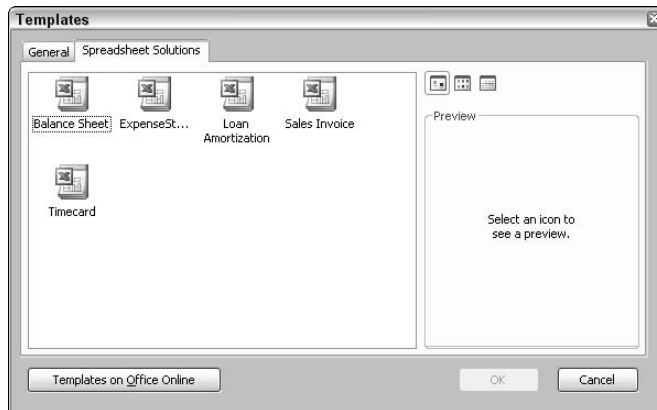 Templates
General
Spreadsheet Solutions
Balance Sheet
ExpenseSt...
Loan
Amortization
Sales Invoice
Timecard
Preview
Select an icon to
see a preview.
Templates on Office Online
OK
Cancel